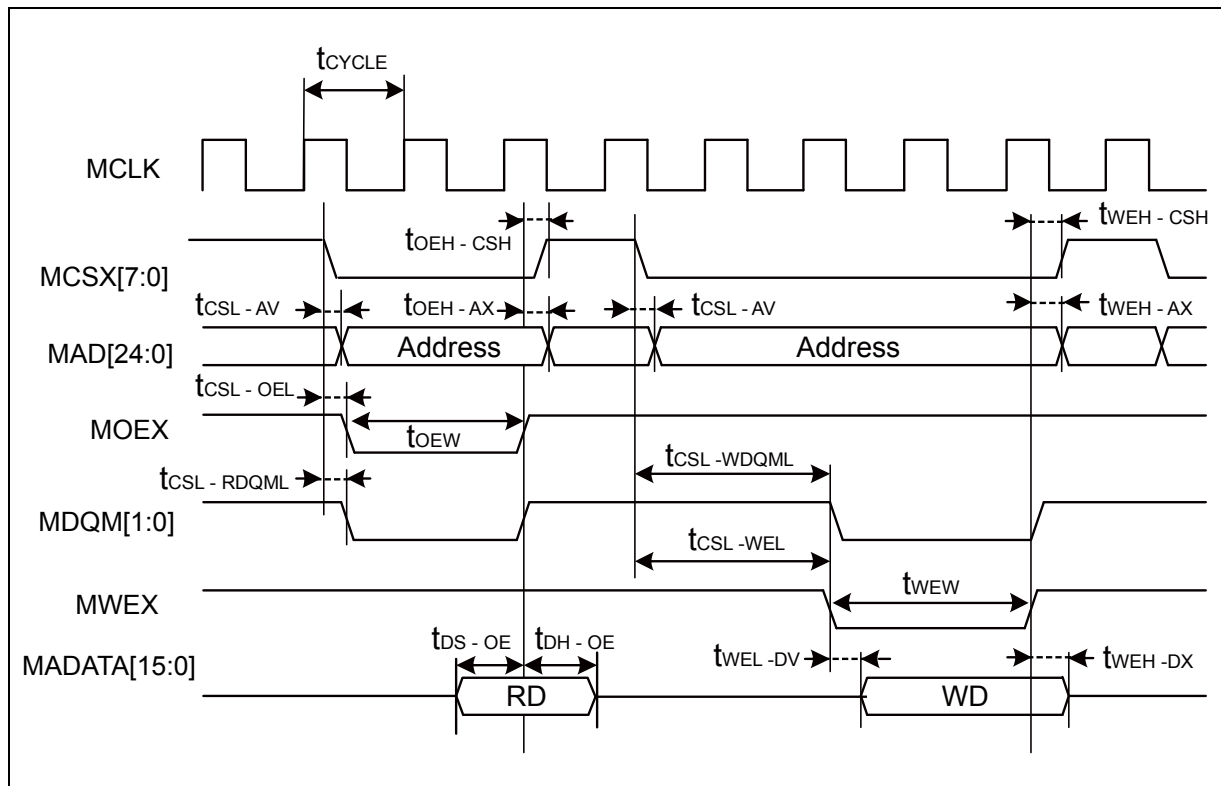 tCYCLE
MCLK
tOEH - CSH
tWEH - CSH
MCSX[7:0]
tCSL - AV
tOEH - AX
tCSL - AV
tWEH - AX
MAD[24:0]
Address
Address
tCSL - OEL
MOEX
tOEW
tCSL -WDQML
tCSL - RDQML
MDQM[1:0]
tCSL -WEL
MWEX
tWEW
tDS - OE
tDH - OE
tWEL -DV
tWEH -DX
MADATA[15:0]
RD
WD